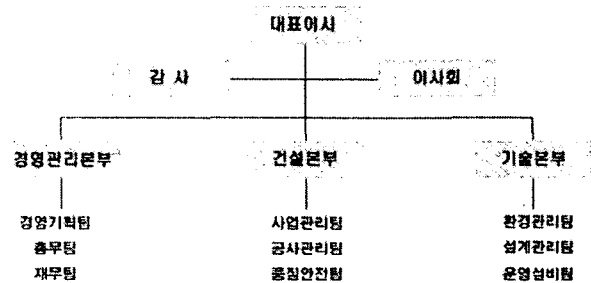 대표이사
감 사 이사회
경영관리본부 건설본부 기술본부
경영기획팀 사업관리팀 환경관리팀
총무팀 공사관리팀 설계관리팀
재무팀 품질안전팀 운영설비팀